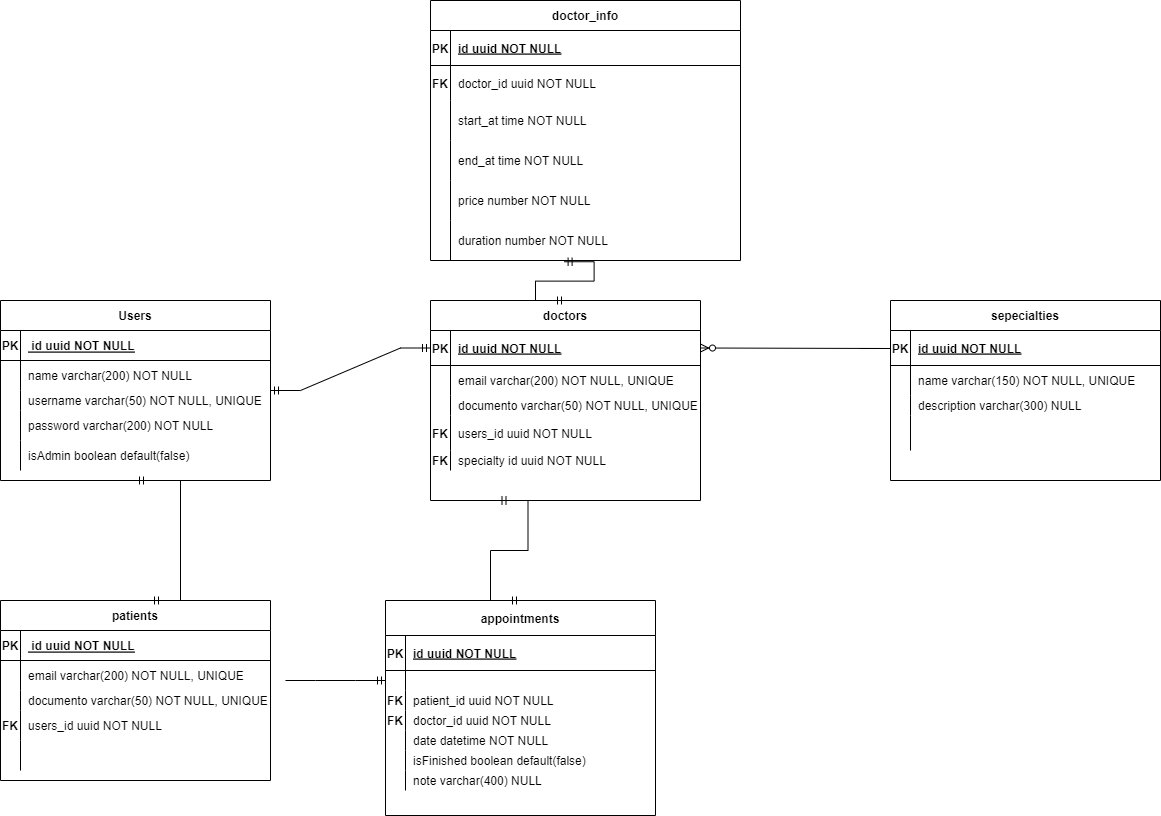 doctor_info
PK id uuid NOT NULL
FK doctor_id uuid NOT NULL
start_at time NOT NULL
end_at time NOT NULL
price number NOT NULL
duration number NOT NULL
Users
PK id uuid NOT NULL
name varchar(200) NOT NULL
username varchar(50) NOT NULL, UNIQUE
password varchar(200) NOT NULL
isAdmin boolean default(false)
doctors
PK id uuid NOT NULL
email varchar(200) NOT NULL, UNIQUE
documento varchar(50) NOT NULL, UNIQUE
FK users_id uuid NOT NULL
FK specialty id uuid NOT NULL
sepecialties
PK id uuid NOT NULL
name varchar(150) NOT NULL, UNIQUE
description varchar(300) NULL
patients
PK id uuid NOT NULL
email varchar(200) NOT NULL, UNIQUE
documento varchar(50) NOT NULL, UNIQUE
FK users_id uuid NOT NULL
appointments
PK id uuid NOT NULL
FK patient_id uuid NOT NULL
FK doctor_id uuid NOT NULL
date datetime NOT NULL
isFinished boolean default(false)
note varchar(400) NULL